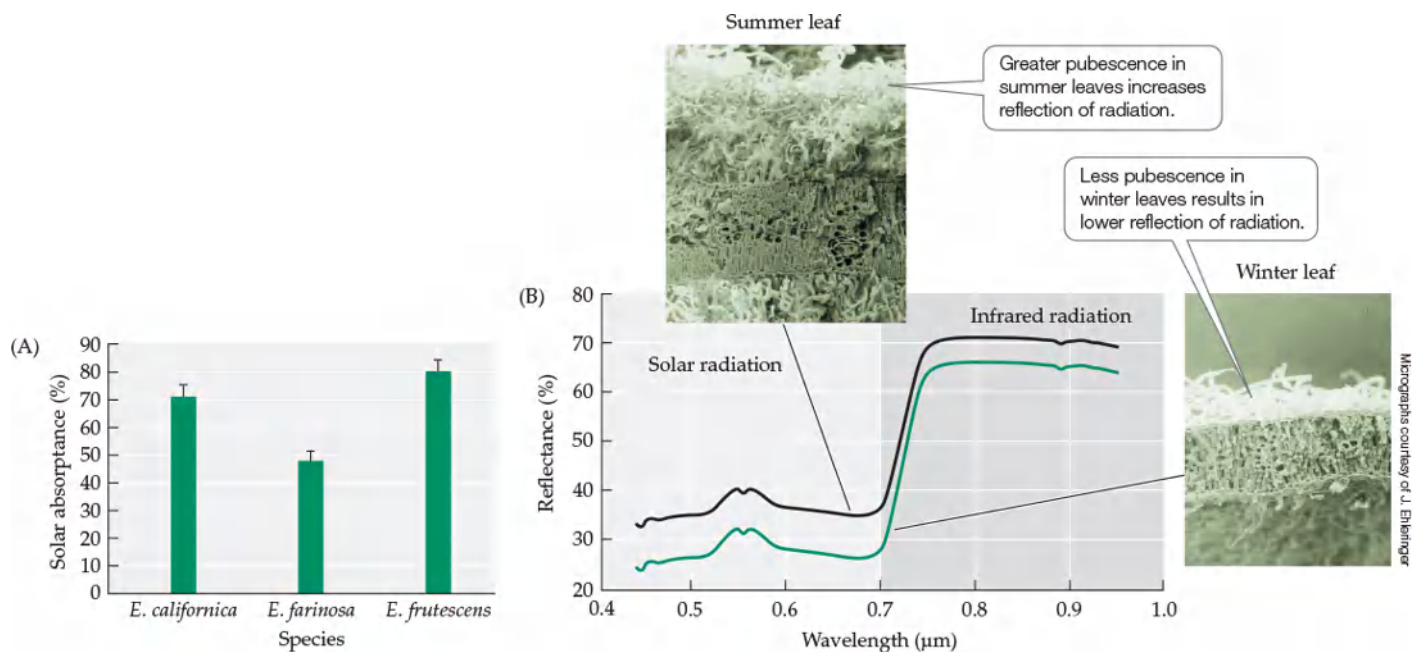 Summer leaf
Greater pubescence in
summer leaves increases
reflection of radiation.
Less pubescence in
winter leaves results in
lower reflection of radiation.
Winter leaf
(A)
Solar absorptance (%)
90
80
70
60
50
40
30
20
10
0
E. californica
E. farinosa
E. frutescens
Species
(B)
Reflectance (%)
80
70
60
50
40
30
20
Solar radiation
Infrared radiation
0.4
0.5
0.6
0.7
0.8
0.9
1.0
Wavelength (µm)
Micrographs courtesy of J. Ehleringer